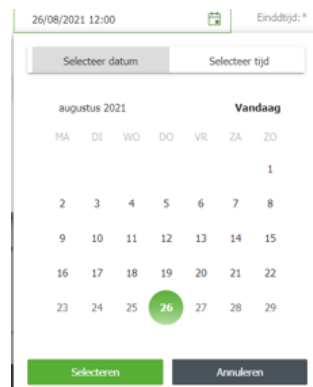 26/08/2021 12:00 Einddtijd: *
Selecteer datum Selecteer tijd
augustus 2021 Vandaag
MA DI WO DO VR ZA ZO
1
2 3 4 5 6 7 8
9 10 11 12 13 14 15
16 17 18 19 20 21 22
23 24 25 26 27 28 29
Selecteren Annuleren